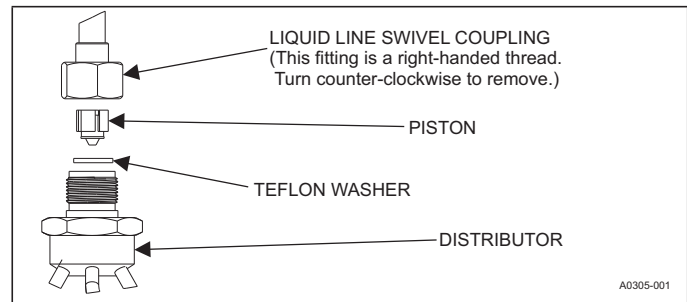 LIQUID LINE SWIVEL COUPLING
(This fitting is a right-handed thread.
Turn counter-clockwise to remove.)
PISTON
TEFLON WASHER
DISTRIBUTOR
A0305-001